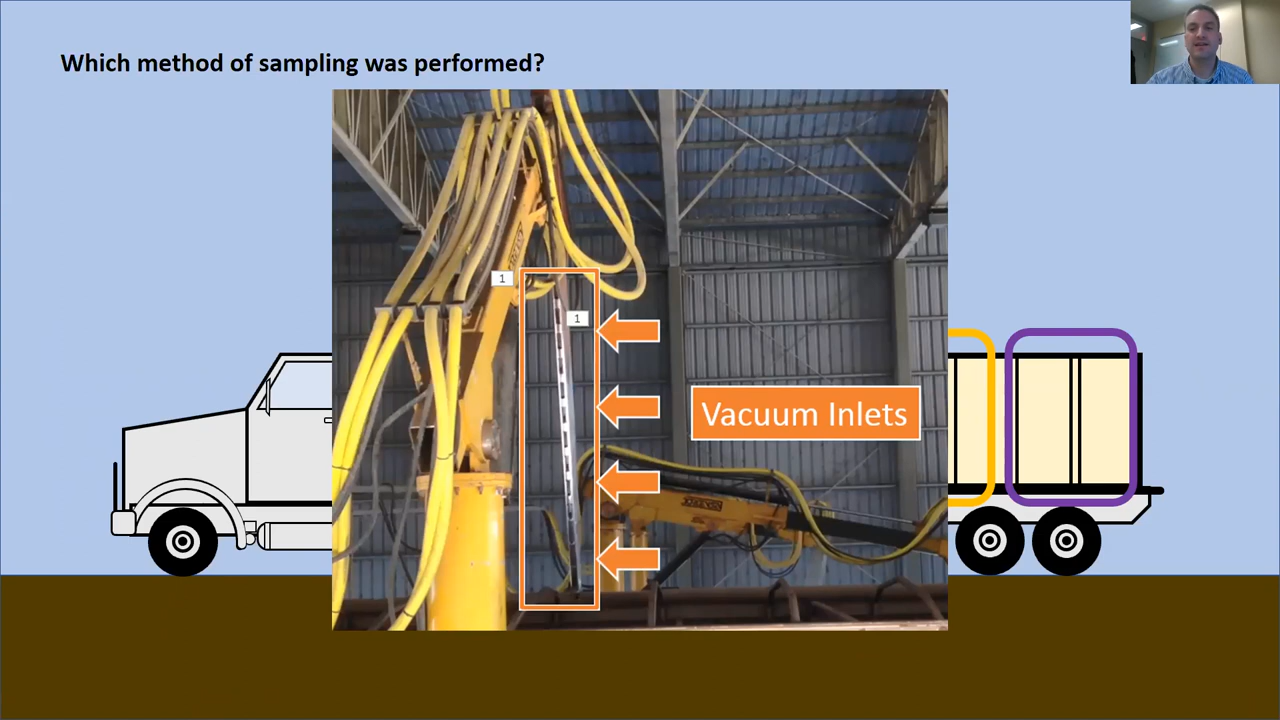 Which method of sampling was performed?
1
1
Vacuum Inlets